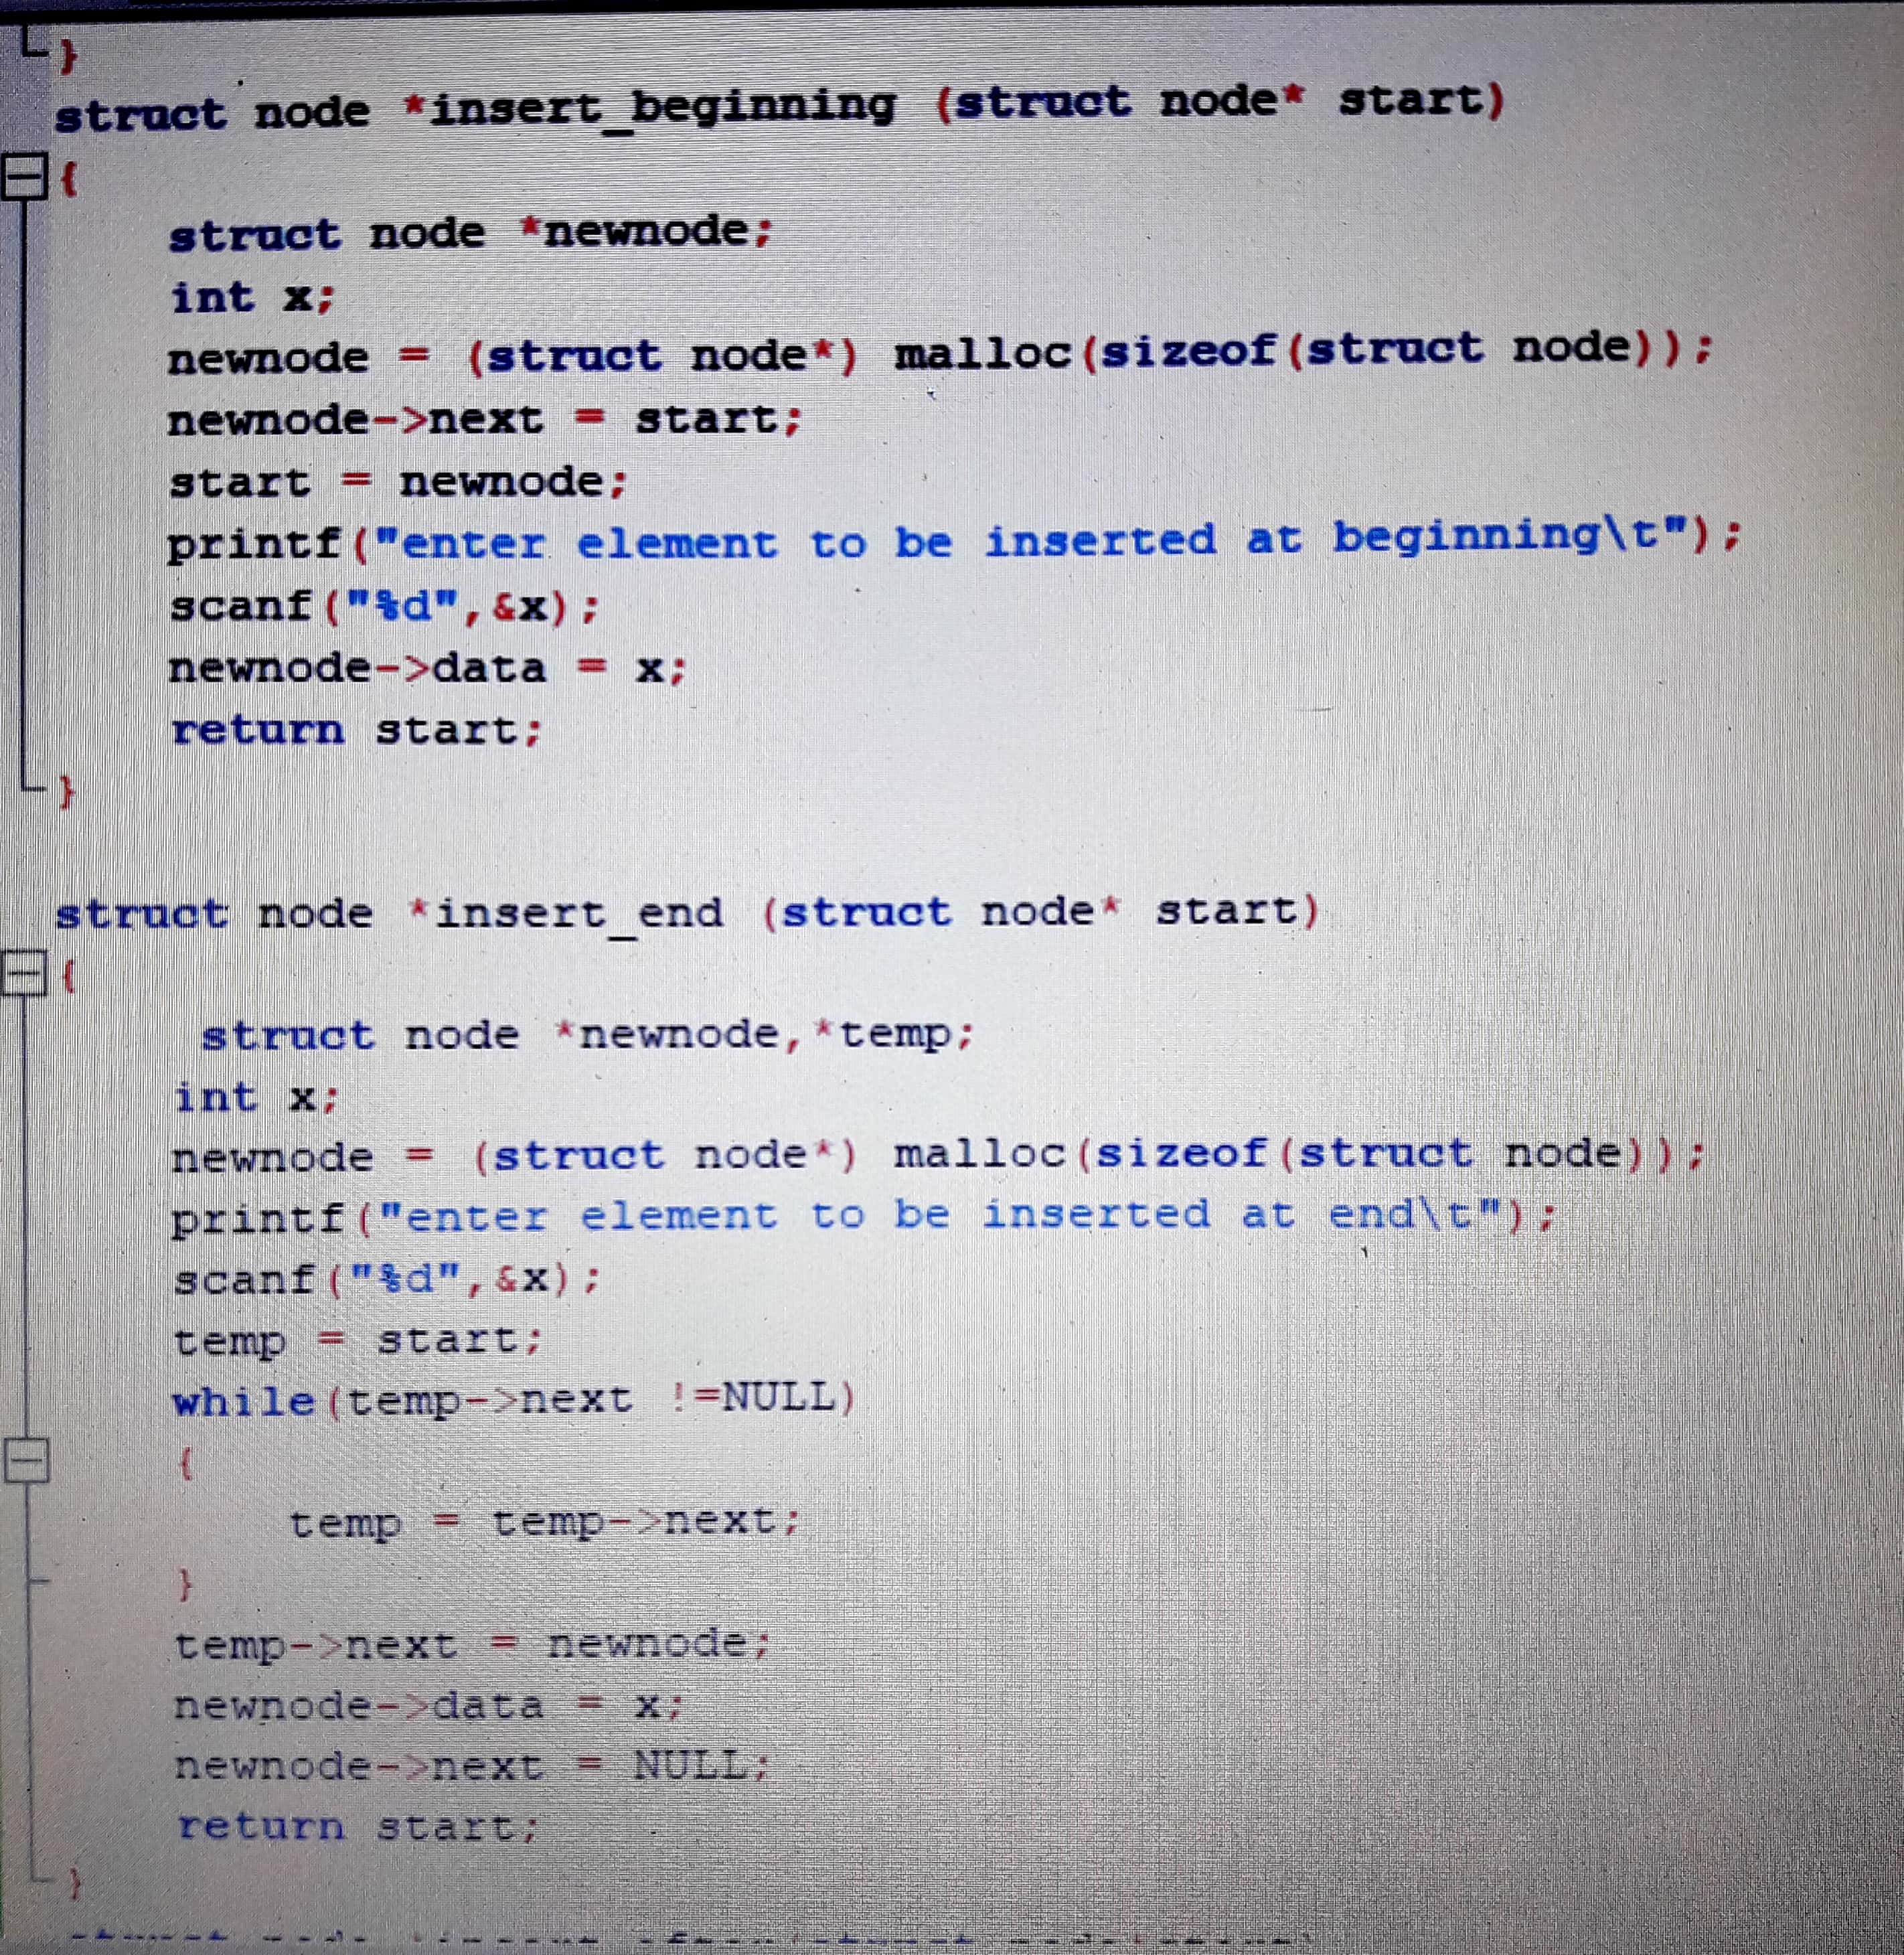 }
struct node *insert_beginning (struct node* start)
{
struct node *newnode;
int x;
newnode = (struct node*) malloc(sizeof(struct node));
newnode->next = start;
start = newnode;
printf("enter element to be inserted at beginning\t");
scanf("%d",&x);
newnode->data = x;
return start;
}
struct node *insert_end (struct node* start)
{
struct node *newnode,*temp;
int x;
newnode = (struct node*) malloc(sizeof(struct node));
printf("enter element to be inserted at end\t");
scanf("%d",&x);
temp = start;
while(temp->next !=NULL)
{
temp = temp->next;
}
temp->next = newnode;
newnode->data = x;
newnode->next = NULL;
return start;
}